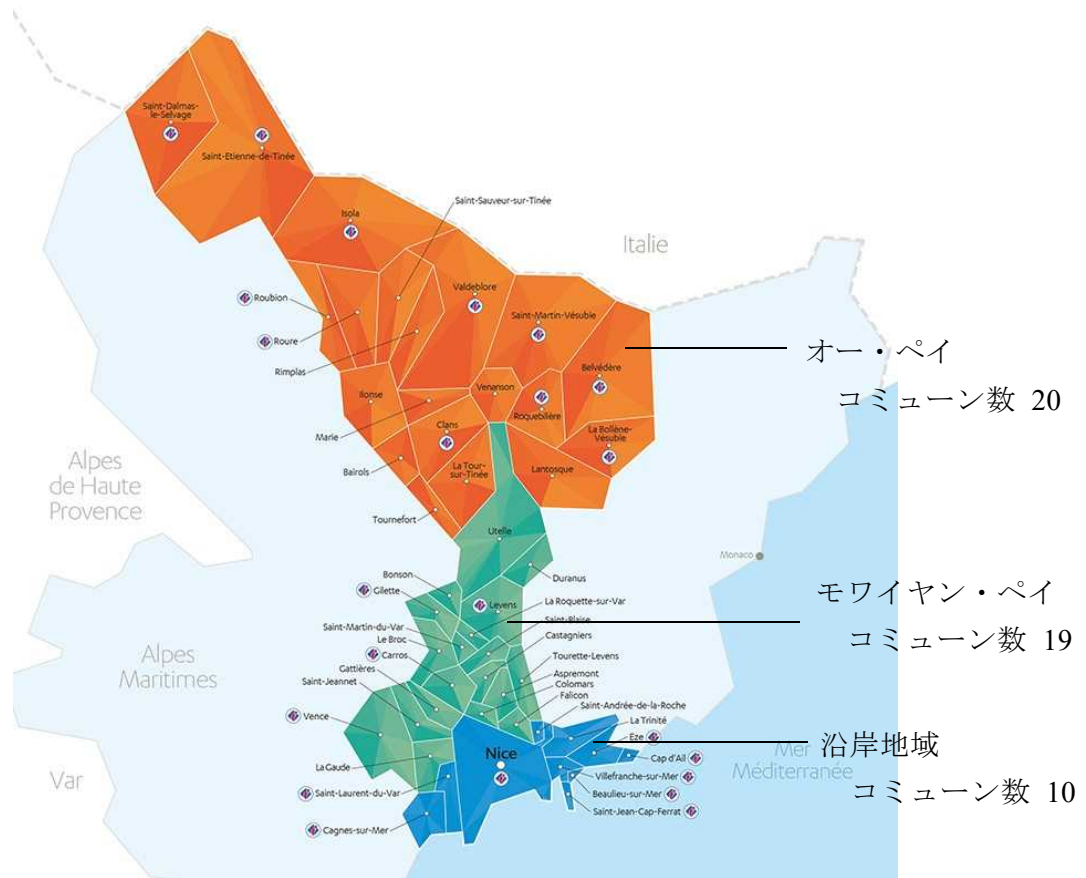 Saint-Dalmas-
le-Selvage
Saint-Etienne-de-Tinée
Saint-Sauveur-sur-Tinée
Isola
Italie
Valdeblore
Roubion
Saint-Martin-Vésubie
Roure
オー・ペイ
Belvédère
Rimplas
Venanson
Ilonse
コミューン数 20
Roquebilière
Marie
Clans
La Bollène-
Vésubie
Alpes
de Haute
Provence
Baïrols
La Tour-
sur-Tinée
Lantosque
Tournefort
Utelle
Monaco
Bonson
Duranus
Gilette
モワイヤン・ペイ
Levens
La Roquette-sur-Var
Saint-Martin-du-Var
Saint-Blaise
Le Broc
Castagniers
コミューン数 19
Carros
Alpes
Maritimes
Gattières
Tourette-Levens
Saint-Jeannet
Aspremont
Colomars
Falicon
Saint-Andrée-de-la-Roche
Vence
La Trinité
Eze
沿岸地域
Nice
Mer
Méditerranée
Cap d'Ail
La Gaude
Var
Villefranche-sur-Mer
Saint-Laurent-du-Var
Beaulieu-sur-Mer
コミューン数 10
Saint-Jean-Cap-Ferrat
Cagnes-sur-Mer